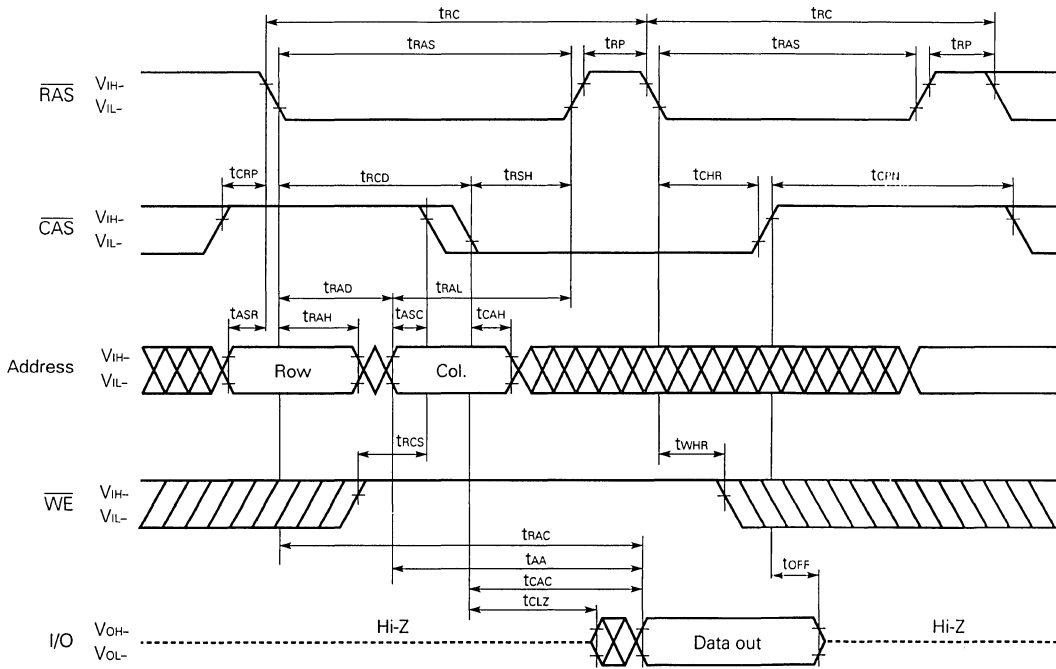 tRC tRC
tRAS tRP tRAS tRP
RAS VIH– VIL–
tCRP tRCD tRSH tCHR tCPN
CAS VIH– VIL–
tRAD tRAL
tASR tRAH tASC tCAH
Address VIH– VIL– Row Col.
tRCS tWHR
WE VIH– VIL–
tRAC
tAA tOFF
tCAC
tCLZ
I/O VOH– VOL– Hi-Z Data out Hi-Z